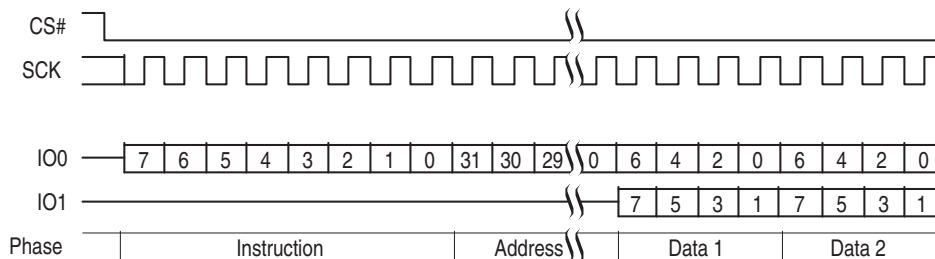 CS#
SCK
IO0 7 6 5 4 3 2 1 0 31 30 29 0 6 4 2 0 6 4 2 0
IO1 7 5 3 1 7 5 3 1
Phase Instruction Address Data 1 Data 2